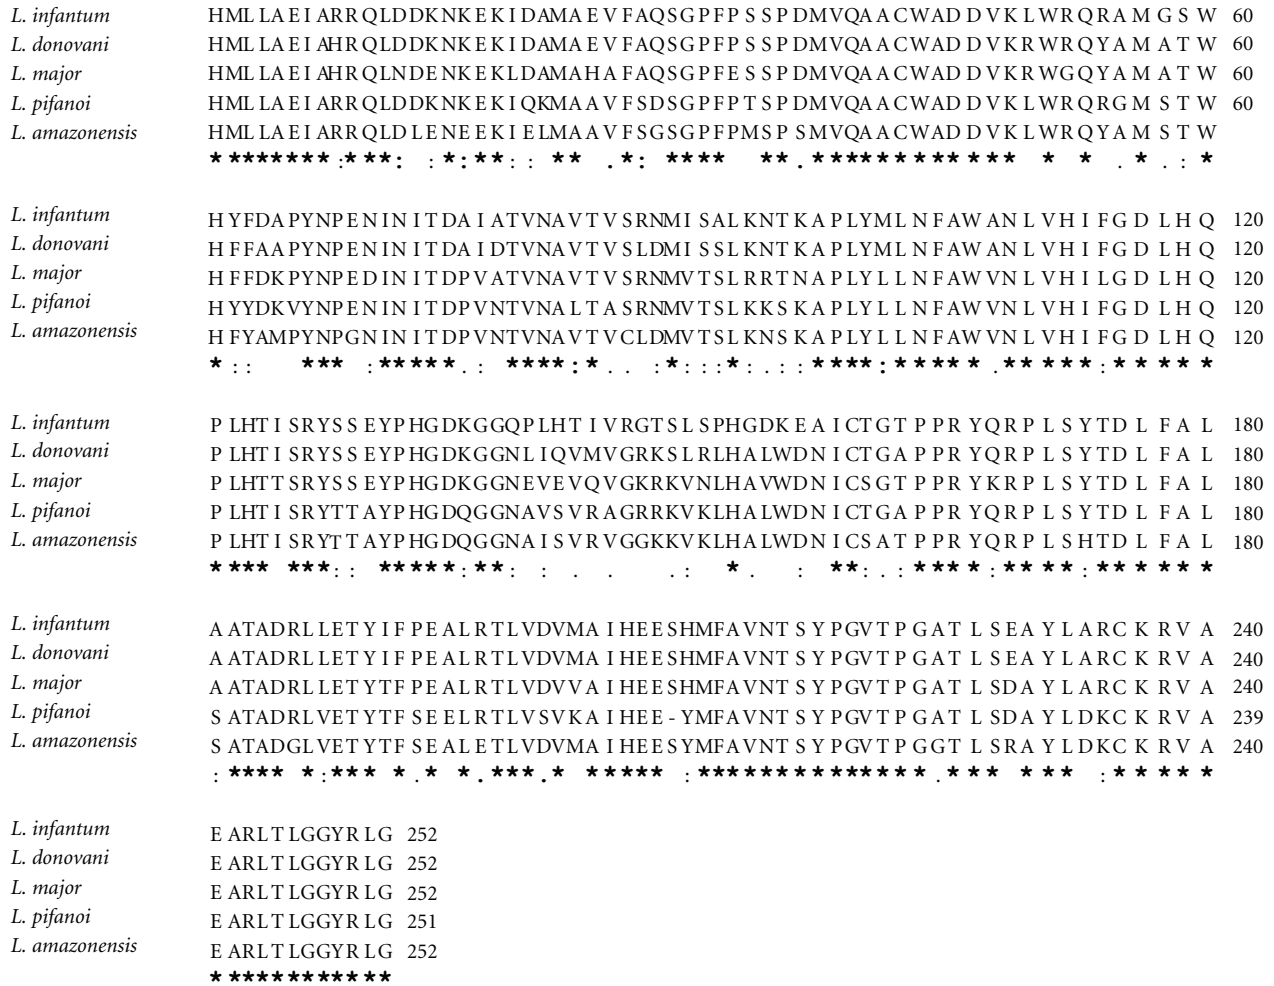 L. infantum HMLLAEIARRQLDDKNKEKIDAMAEVFAQSGPFPSSPDMVQAACWADDVKLWRQRAMGSW 60
L. donovani HMLLAEIAHRQLDDKNKEKIDAMAEVFAQSGPFPSSPDMVQAACWADDVKRWRQYAMATW 60
L. major HMLLAEIAHRQLNDENKEKLDAMAHAFAQSGPFESSPDMVQAACWADDVKRWGQYAMATW 60
L. pifanoi HMLLAEIARRQLDDKNKEKIQKMAAVFSDSGPFPTSPDMVQAACWADDVKLWRQRGMSTW 60
L. amazonensis HMLLAEIARRQLDLENEEKIELMAAVFSGSGPFPMSPSMVQAACWADDVKLWRQYAMSTW
********:***: :*:**:: ** .*: **** **.************* * * .* .: *
L. infantum HYFDAPYNPENINITDAIATVNAVTVSRNMISALKNTKAPLYMLNFAWANLVHIFGDLHQ 120
L. donovani HFFAAPYNPENINITDAIDTVNAVTVSLDMISSLKNTKAPLYMLNFAWANLVHIFGDLHQ 120
L. major HFFDKPYNPEDINITDPVATVNAVTVSRNMVTSLRRTNAPLYLLNFAWVNLVHILGDLHQ 120
L. pifanoi HYYDKVYNPENINITDPVNTVNALTASRNMVTSLKKSKAPLYLLNFAWVNLVHIFGDLHQ 120
L. amazonensis HFYAMPYNPGNINITDPVNTVNAVTVCLDMVTSLKNSKAPLYLLNFAWVNLVHIFGDLHQ 120
*:: *** :*****.: ****:*.. :*:::*:.::****:*****.*****:******
L. infantum PLHTISRYSSEYPHGDKGGQPLHTIVRGTSLSPHGDKEAICTGTPPRYQRPLSYTDLFAL 180
L. donovani PLHTISRYSSEYPHGDKGGNLIQVMVGRKSLRLHALWDNICTGAPPRYQRPLSYTDLFAL 180
L. major PLHTTSRYSSEYPHGDKGGNEVEVQVGKRKVNLHAVWDNICSGTPPRYKRPLSYTDLFAL 180
L. pifanoi PLHTISRYTTAYPHGDQGGNAVSVRAGRRKVKLHALWDNICTGAPPRYQRPLSYTDLFAL 180
L. amazonensis PLHTISRYTTAYPHGDQGGNAISVRVGGKKVKLHALWDNICSATPPRYQRPLSHTDLFAL 180
**** ***:: *****:**: : . . .: *. : **:.:****:****:******
L. infantum AATADRLLETYIFPEALRTLVDVMAIHEESHMFAVNTSYPGVTPGATLSEAYLARCKRVA 240
L. donovani AATADRLLETYIFPEALRTLVDVMAIHEESHMFAVNTSYPGVTPGATLSEAYLARCKRVA 240
L. major AATADRLLETYTFPEALRTLVDVVAIHEESHMFAVNTSYPGVTPGATLSDAYLARCKRVA 240
L. pifanoi SATADRLVETYTFSEELRTLVSVKAIHEE-YMFAVNTSYPGVTPGATLSDAYLDKCKRVA 239
L. amazonensis SATADGLVETYTFSEALETLVDVMAIHEESYMFAVNTSYPGVTPGGTLSRAYLDKCKRVA 240
:**** *:*** *.* *.***.* ***** :**************.*** *** :*****
L. infantum EARLTLGGYRLG 252
L. donovani EARLTLGGYRLG 252
L. major EARLTLGGYRLG 252
L. pifanoi EARLTLGGYRLG 251
L. amazonensis EARLTLGGYRLG 252
************